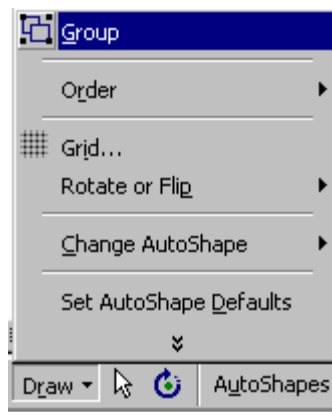 Group
Order
Grid...
Rotate or Flip
Change AutoShape
Set AutoShape Defaults
Draw AutoShapes